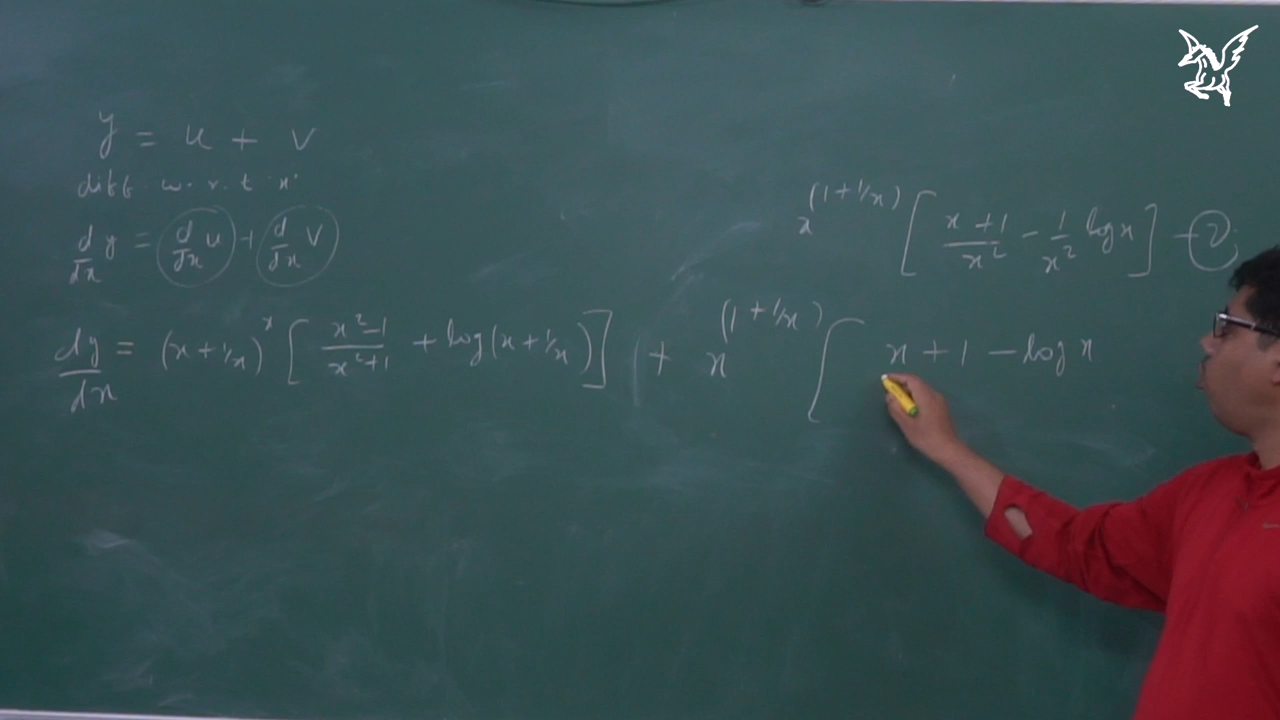 y = u + v
diff. w. r. t. x.
d/dx y = d/dx u + d/dx v
x^(1+1/x) [ (x+1)/x² - 1/x² log x ] - 2
dy/dx = (x+1/x)^x [ (x²-1)/(x²+1) + log(x+1/x) ] + x^(1+1/x) [ x+1 - log x